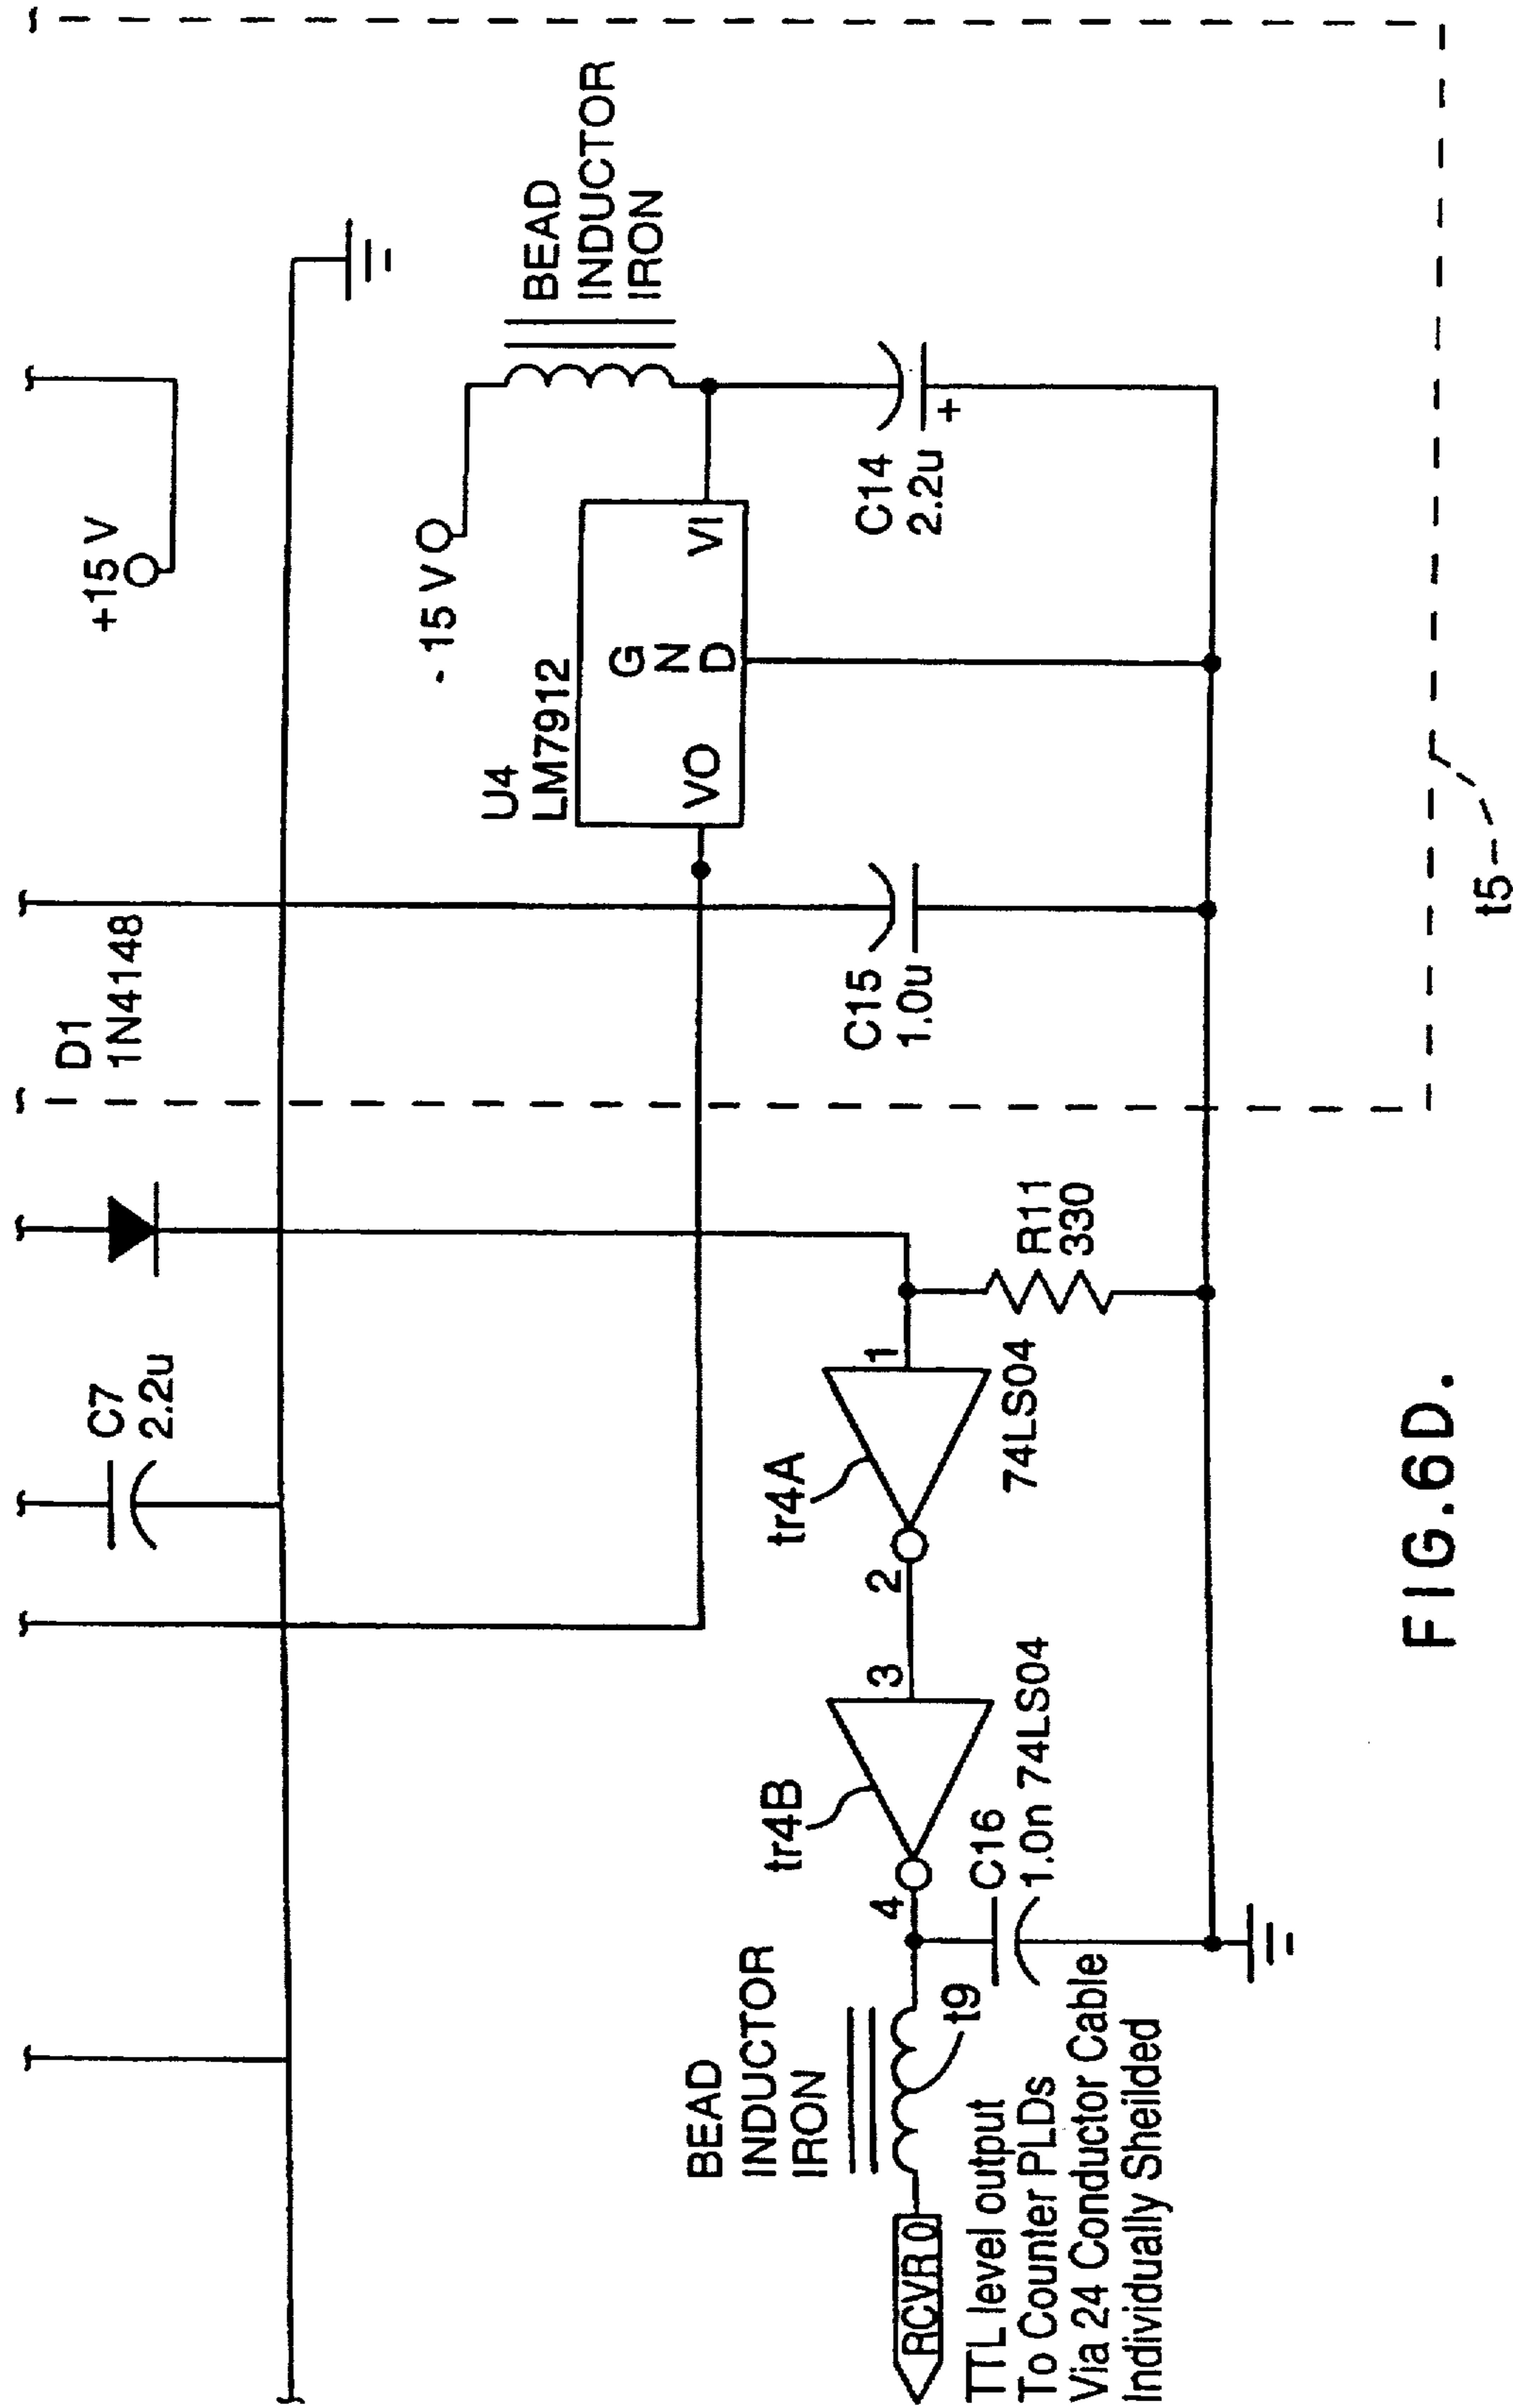 +15 V
D1
1N4148
C7
2.2u
- 15 V
BEAD
INDUCTOR
IRON
U4
LM7912
VO
G
N
D
VI
C14
2.2u
+
C15
1.0u
R11
330
tr4A
1
2
74LS04
tr4B
3
4
74LS04
C16
1.0n
BEAD
INDUCTOR
IRON
t9
RCVR 0
TTL level output
To Counter PLDs
Via 24 Conductor Cable
Individually Sheilded
t5
FIG.6D.